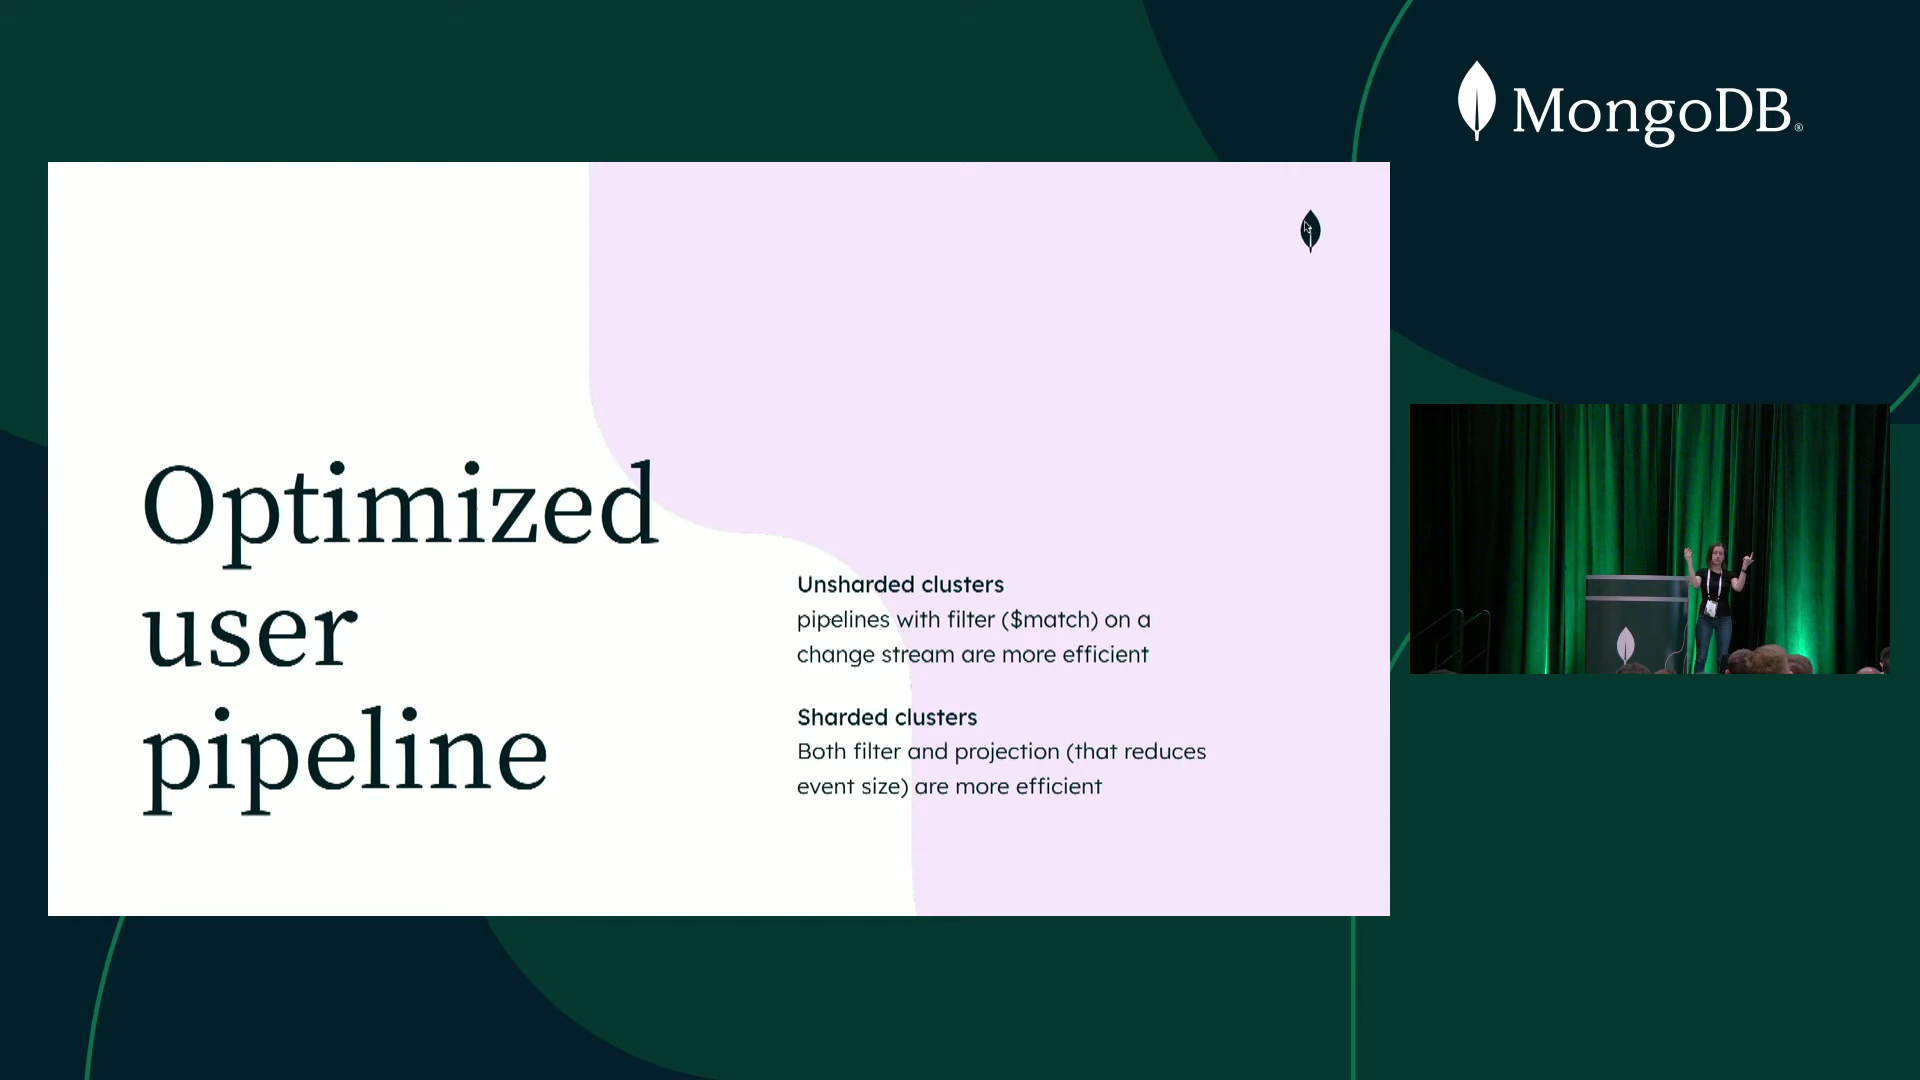 MongoDB®
Optimized
user
pipeline
Unsharded clusters
pipelines with filter ($match) on a
change stream are more efficient
Sharded clusters
Both filter and projection (that reduces
event size) are more efficient